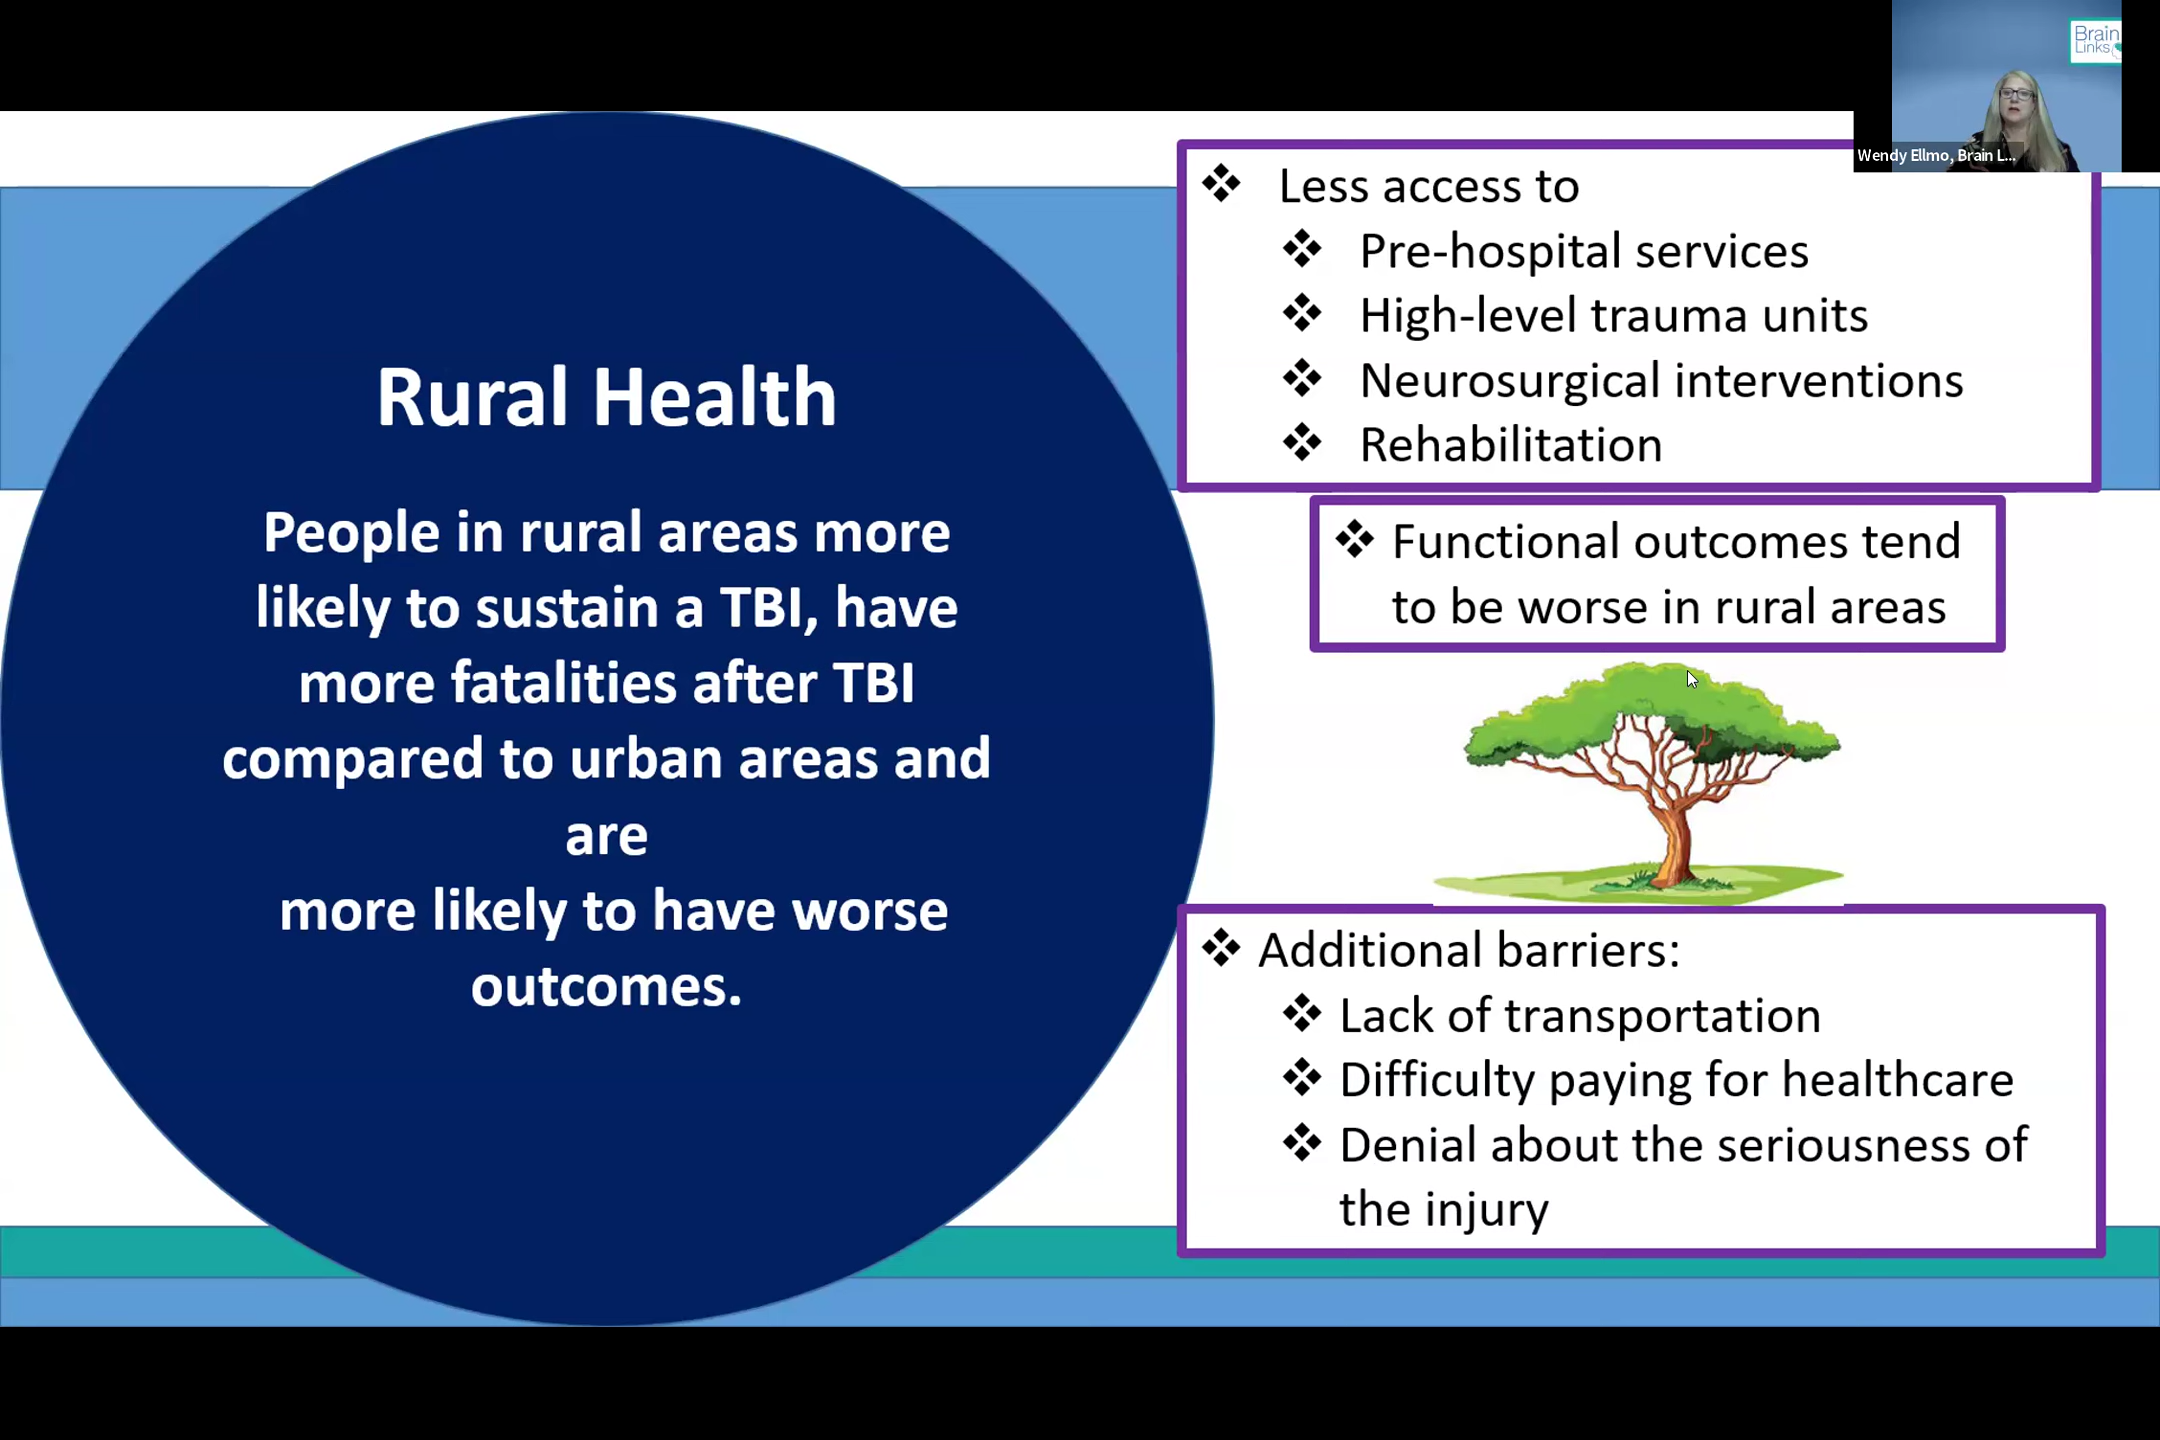 Brain
Links
Wendy Ellmo, Brain L...
Rural Health
People in rural areas more
likely to sustain a TBI, have
more fatalities after TBI
compared to urban areas and
are
more likely to have worse
outcomes.
❖ Less access to
❖ Pre-hospital services
❖ High-level trauma units
❖ Neurosurgical interventions
❖ Rehabilitation
❖ Functional outcomes tend
to be worse in rural areas
❖ Additional barriers:
❖ Lack of transportation
❖ Difficulty paying for healthcare
❖ Denial about the seriousness of
the injury